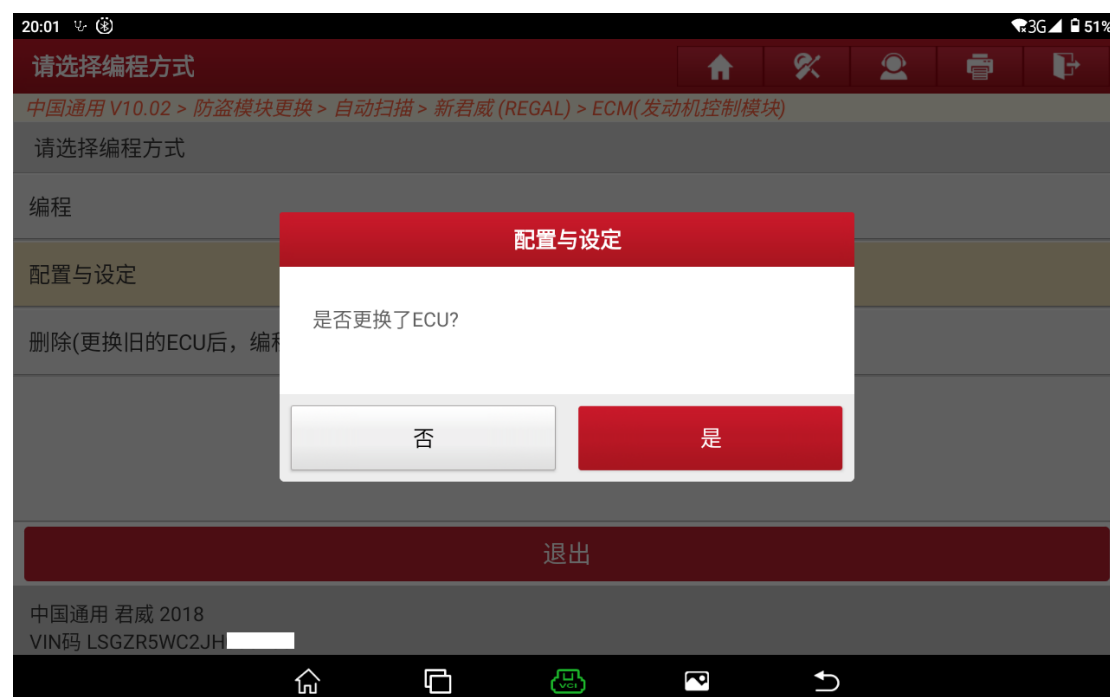 20:01 3G 51%
请选择编程方式
中国通用 V10.02 > 防盗模块更换 > 自动扫描 > 新君威 (REGAL) > ECM(发动机控制模块)
请选择编程方式
编程
配置与设定
配置与设定
是否更换了ECU?
删除(更换旧的ECU后，编
否 是
退出
中国通用 君威 2018
VIN码 LSGZR5WC2JH
VCI